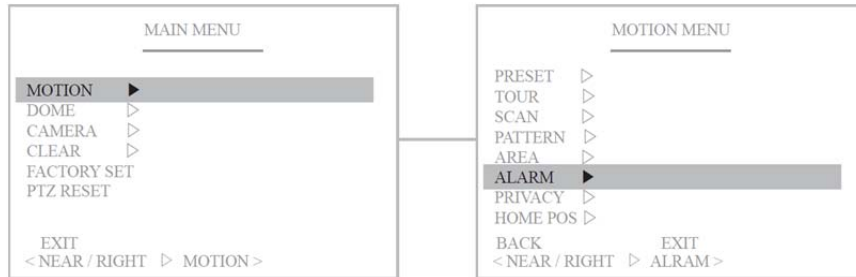 MAIN MENU
MOTION ▶
DOME ▷
CAMERA ▷
CLEAR ▷
FACTORY SET
PTZ RESET
EXIT
< NEAR / RIGHT ▷ MOTION >
MOTION MENU
PRESET ▷
TOUR ▷
SCAN ▷
PATTERN ▷
AREA ▷
ALARM ▶
PRIVACY ▷
HOME POS ▷
BACK EXIT
< NEAR / RIGHT ▷ ALRAM >